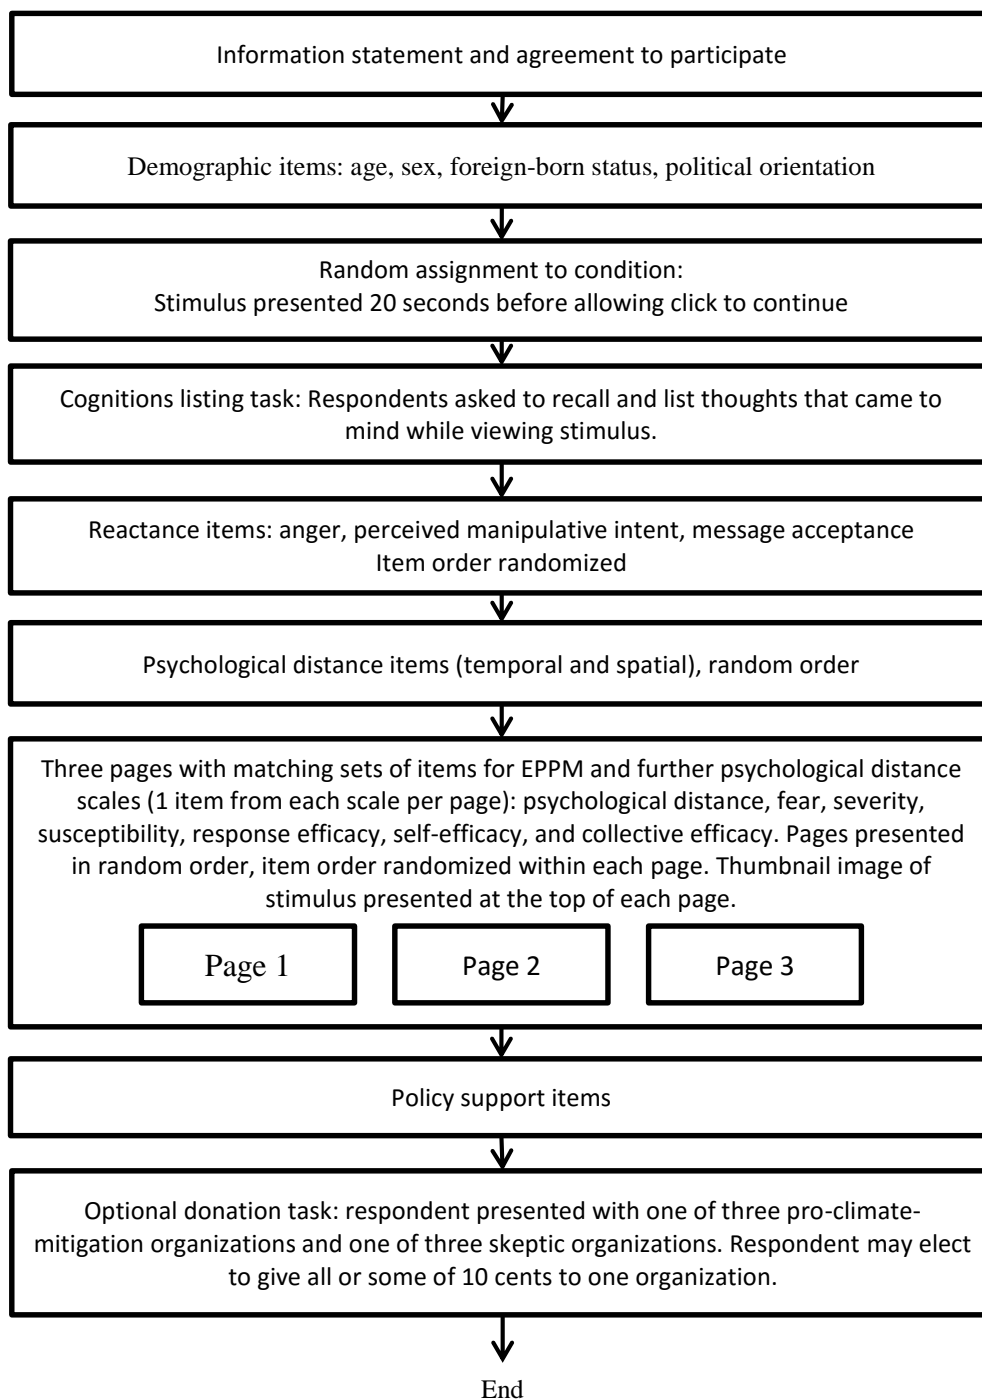 Information statement and agreement to participate
Demographic items: age, sex, foreign-born status, political orientation
Random assignment to condition:
Stimulus presented 20 seconds before allowing click to continue
Cognitions listing task: Respondents asked to recall and list thoughts that came to
mind while viewing stimulus.
Reactance items: anger, perceived manipulative intent, message acceptance
Item order randomized
Psychological distance items (temporal and spatial), random order
Three pages with matching sets of items for EPPM and further psychological distance
scales (1 item from each scale per page): psychological distance, fear, severity,
susceptibility, response efficacy, self-efficacy, and collective efficacy. Pages presented
in random order, item order randomized within each page. Thumbnail image of
stimulus presented at the top of each page.
Page 1
Page 2
Page 3
Policy support items
Optional donation task: respondent presented with one of three pro-climate-
mitigation organizations and one of three skeptic organizations. Respondent may elect
to give all or some of 10 cents to one organization.
End